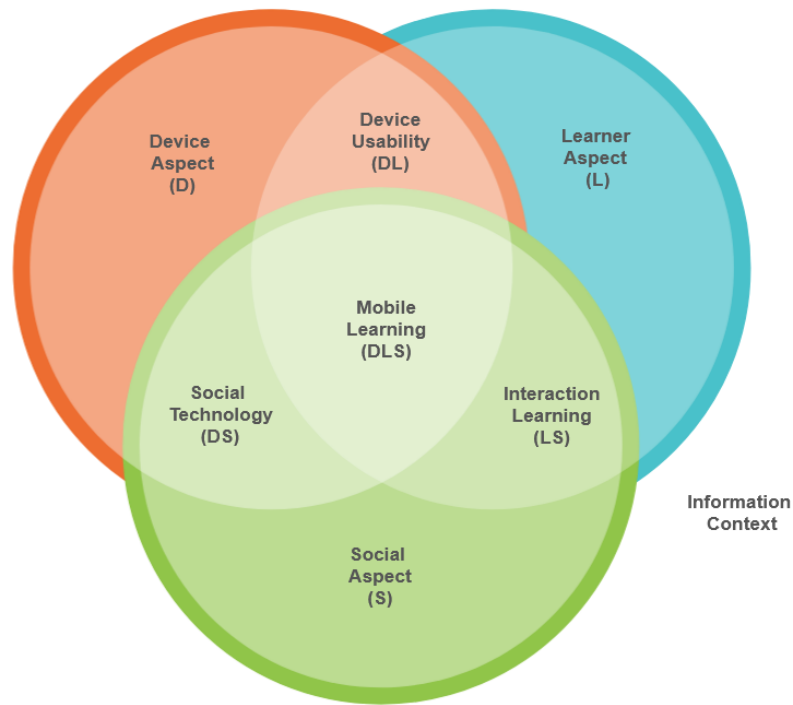 Device
Aspect
(D)
Device
Usability
(DL)
Learner
Aspect
(L)
Mobile
Learning
(DLS)
Social
Technology
(DS)
Interaction
Learning
(LS)
Information
Context
Social
Aspect
(S)